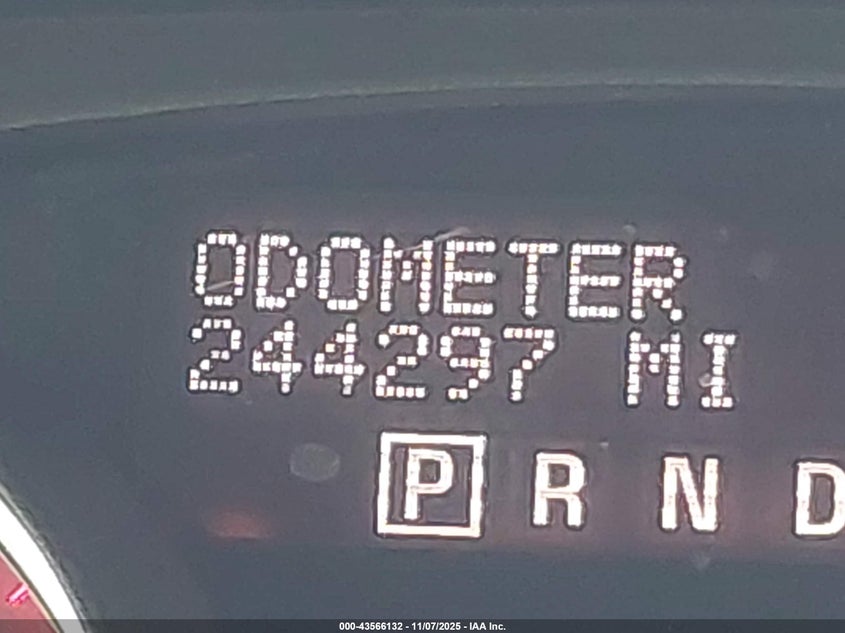 ODOMETER
244297 MI
P R N D
000-43566132 - 11/07/2025 - IAA Inc.